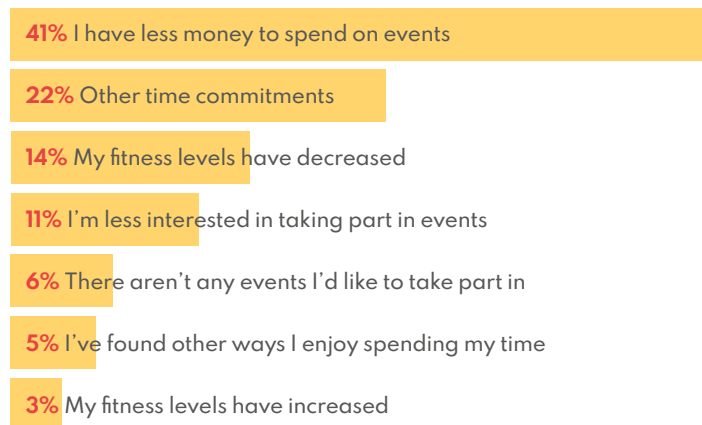 41% I have less money to spend on events
22% Other time commitments
14% My fitness levels have decreased
11% I’m less interested in taking part in events
6% There aren’t any events I’d like to take part in
5% I’ve found other ways I enjoy spending my time
3% My fitness levels have increased